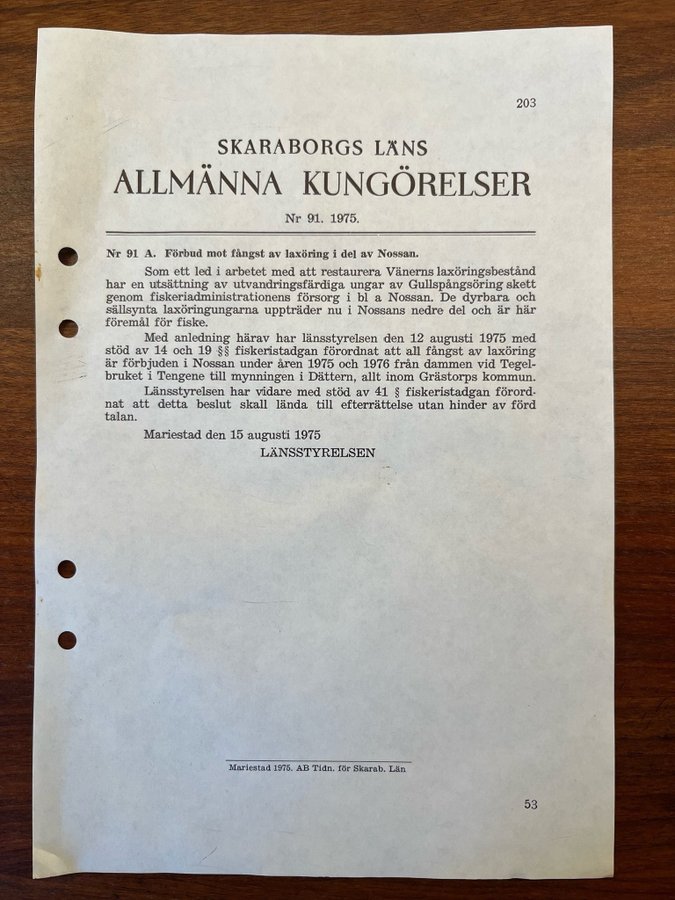 203
SKARABORGS LÄNS
ALLMÄNNA KUNGÖRELSER
Nr 91. 1975.
Nr 91 A. Förbud mot fångst av laxöring i del av Nossan.
Som ett led i arbetet med att restaurera Vänerns laxöringsbestånd
har en utsättning av utvandringsfärdiga ungar av Gullspångsöring skett
genom fiskeriadministrationens försorg i bl a Nossan. De dyrbara och
sällsynta laxöringungarna uppträder nu i Nossans nedre del och är här
föremål för fiske.
Med anledning härav har länsstyrelsen den 12 augusti 1975 med
stöd av 14 och 19 §§ fiskeristadgan förordnat att all fångst av laxöring
är förbjuden i Nossan under åren 1975 och 1976 från dammen vid Tegel-
bruket i Tengene till mynningen i Dättern, allt inom Grästorps kommun.
Länsstyrelsen har vidare med stöd av 41 § fiskeristadgan förord-
nat att detta beslut skall lända till efterrättelse utan hinder av förd
talan.
Mariestad den 15 augusti 1975
LÄNSSTYRELSEN
Mariestad 1975. AB Tidn. för Skarab. Län
53